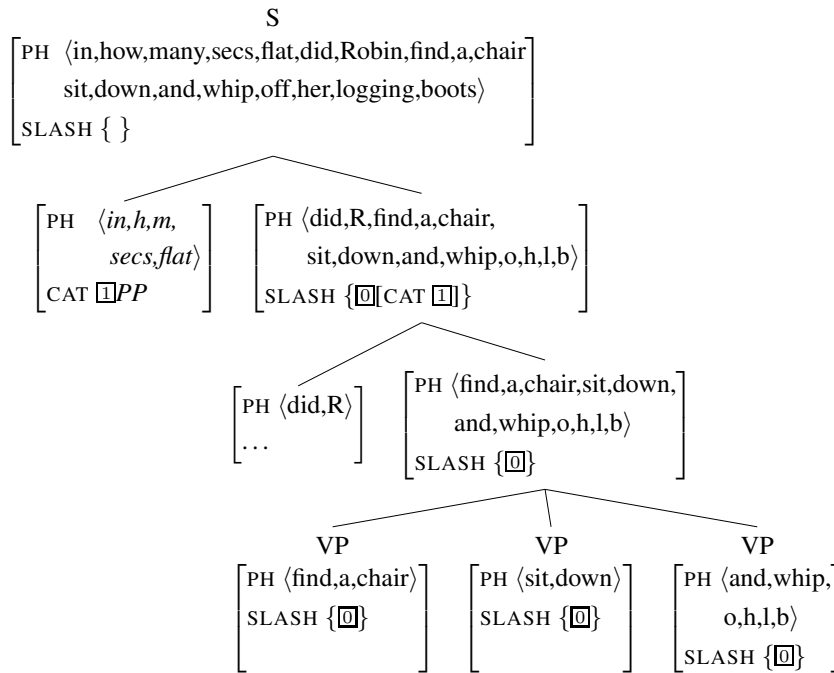 S
PH ⟨in,how,many,secs,flat,did,Robin,find,a,chair
sit,down,and,whip,off,her,logging,boots⟩
SLASH { }
PH ⟨in,h,m,
secs,flat⟩
CAT 1PP
PH ⟨did,R,find,a,chair,
sit,down,and,whip,o,h,l,b⟩
SLASH {0[CAT 1]}
PH ⟨did,R⟩
...
PH ⟨find,a,chair,sit,down,
and,whip,o,h,l,b⟩
SLASH {0}
VP
PH ⟨find,a,chair⟩
SLASH {0}
VP
PH ⟨sit,down⟩
SLASH {0}
VP
PH ⟨and,whip,
o,h,l,b⟩
SLASH {0}